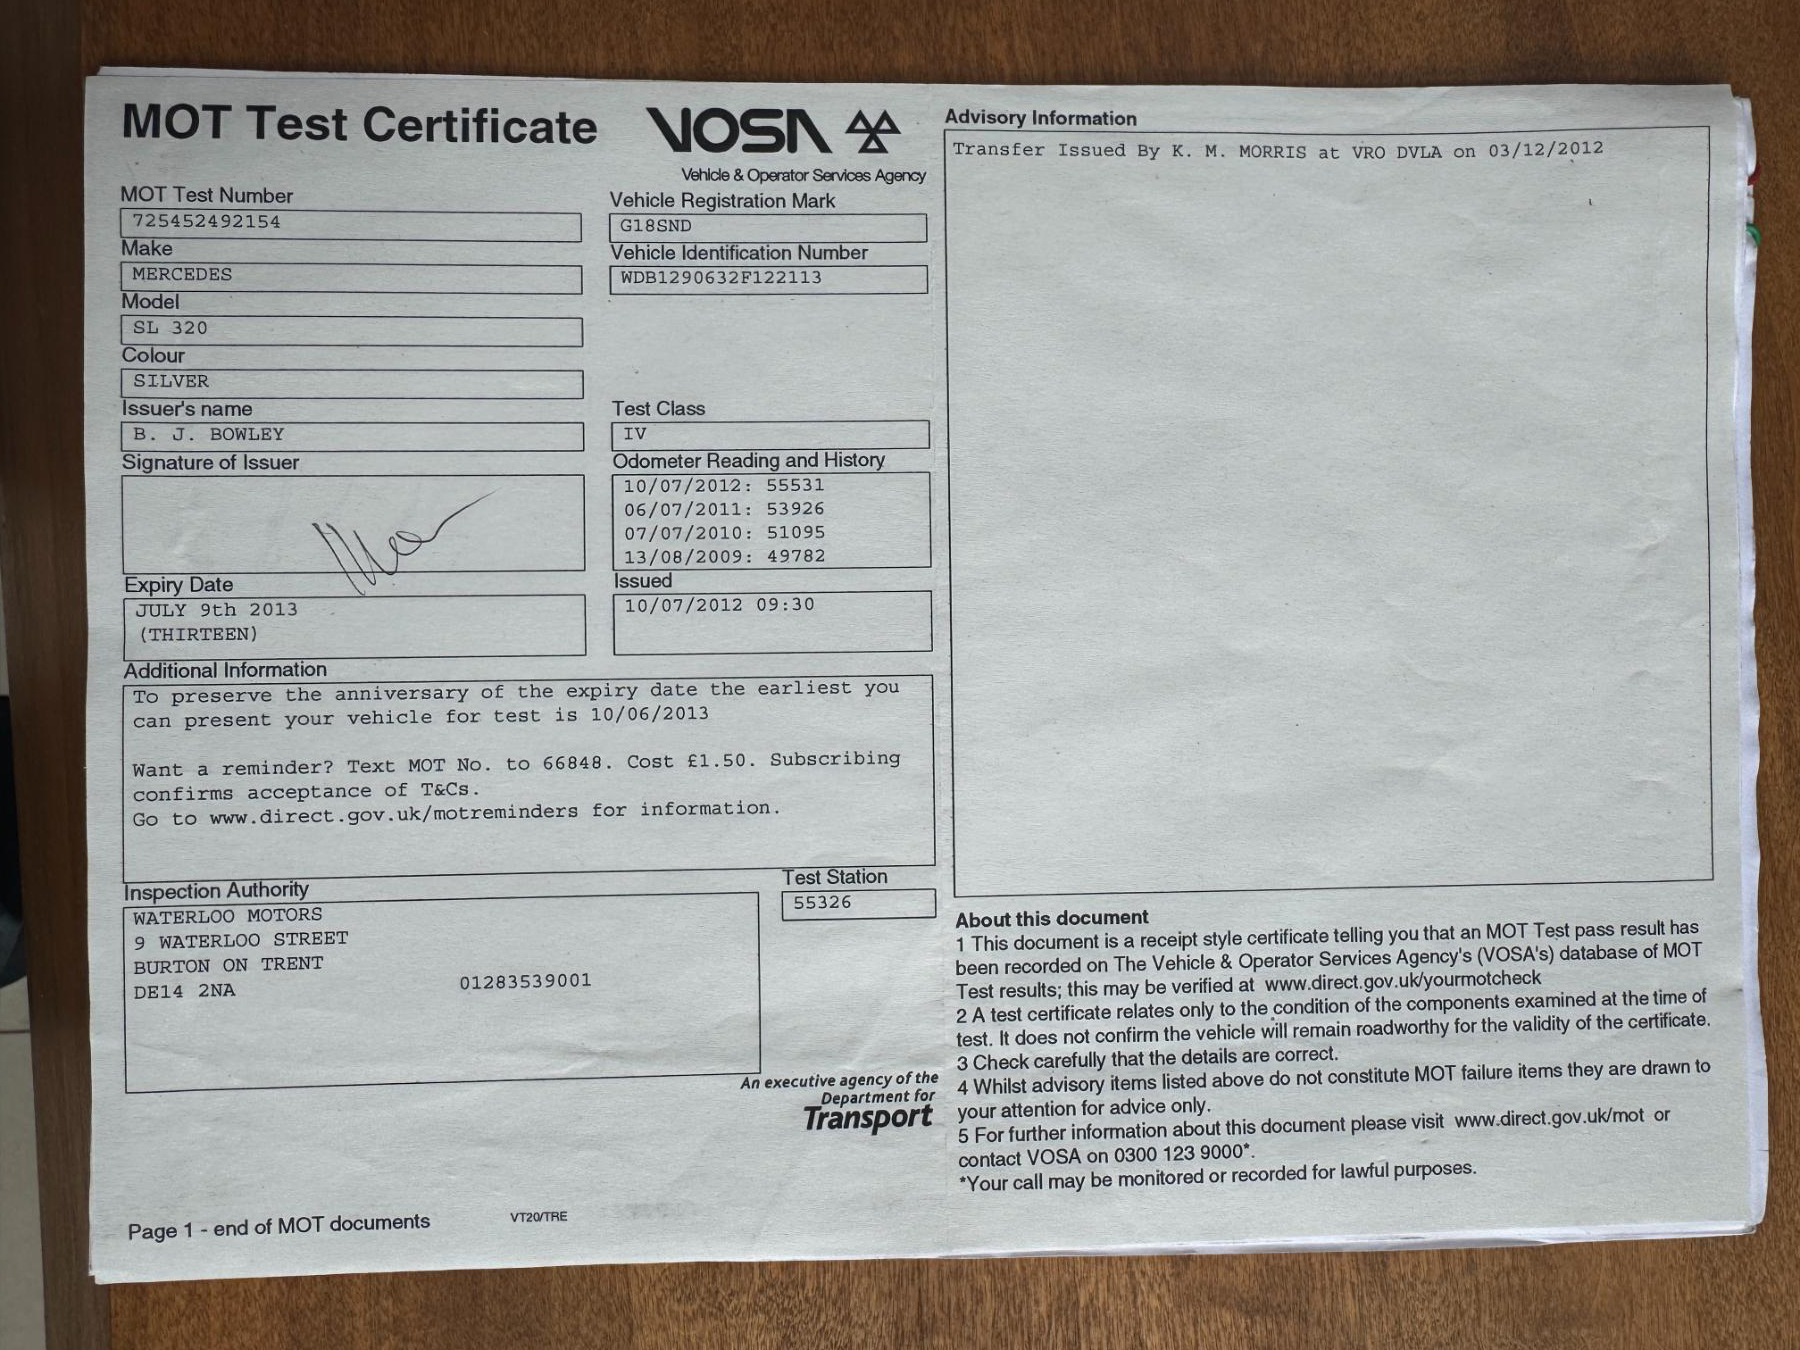 MOT Test Certificate
VOSA
Vehicle & Operator Services Agency
MOT Test Number
725452492154
Vehicle Registration Mark
G18SND
Make
MERCEDES
Vehicle Identification Number
WDB1290632F122113
Model
SL 320
Colour
SILVER
Issuer's name
B. J. BOWLEY
Test Class
IV
Signature of Issuer
Odometer Reading and History
10/07/2012: 55531
06/07/2011: 53926
07/07/2010: 51095
13/08/2009: 49782
Expiry Date
JULY 9th 2013
(THIRTEEN)
Issued
10/07/2012 09:30
Additional Information
To preserve the anniversary of the expiry date the earliest you
can present your vehicle for test is 10/06/2013
Want a reminder? Text MOT No. to 66848. Cost £1.50. Subscribing
confirms acceptance of T&Cs.
Go to www.direct.gov.uk/motreminders for information.
Inspection Authority
WATERLOO MOTORS
9 WATERLOO STREET
BURTON ON TRENT
DE14 2NA 01283539001
Test Station
55326
An executive agency of the
Department for
Transport
Page 1 - end of MOT documents
VT20/TRE
Advisory Information
Transfer Issued By K. M. MORRIS at VRO DVLA on 03/12/2012
About this document
1 This document is a receipt style certificate telling you that an MOT Test pass result has
been recorded on The Vehicle & Operator Services Agency's (VOSA's) database of MOT
Test results; this may be verified at www.direct.gov.uk/yourmotcheck
2 A test certificate relates only to the condition of the components examined at the time of
test. It does not confirm the vehicle will remain roadworthy for the validity of the certificate.
3 Check carefully that the details are correct.
4 Whilst advisory items listed above do not constitute MOT failure items they are drawn to
your attention for advice only.
5 For further information about this document please visit www.direct.gov.uk/mot or
contact VOSA on 0300 123 9000*.
*Your call may be monitored or recorded for lawful purposes.